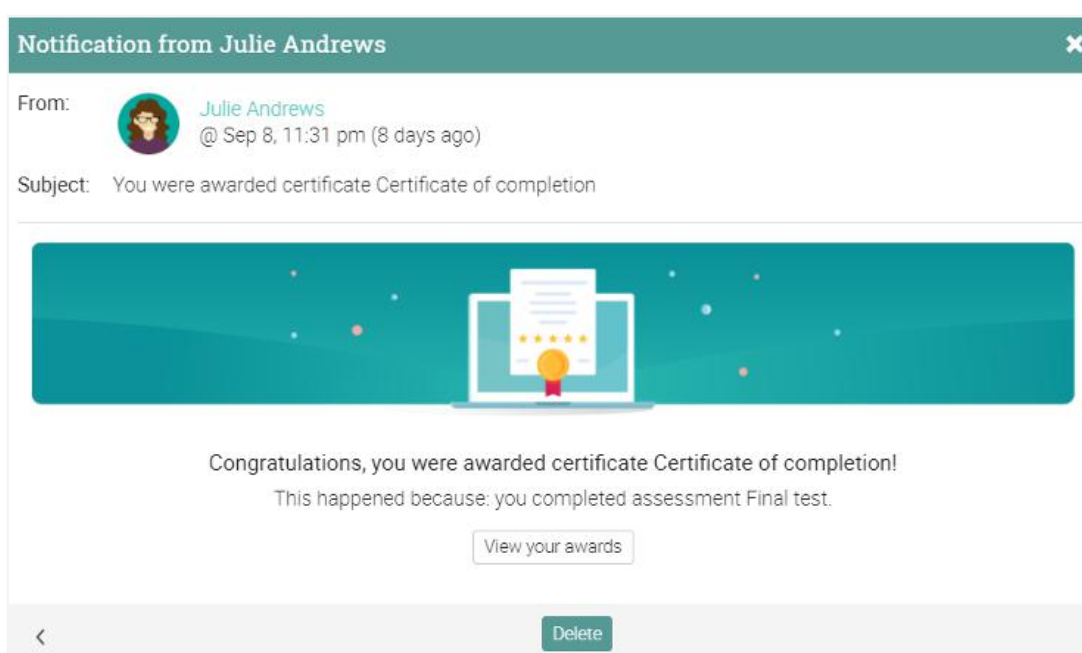 Notification from Julie Andrews
From:
Julie Andrews
@ Sep 8, 11:31 pm (8 days ago)
Subject: You were awarded certificate Certificate of completion
Congratulations, you were awarded certificate Certificate of completion!
This happened because: you completed assessment Final test.
View your awards
Delete